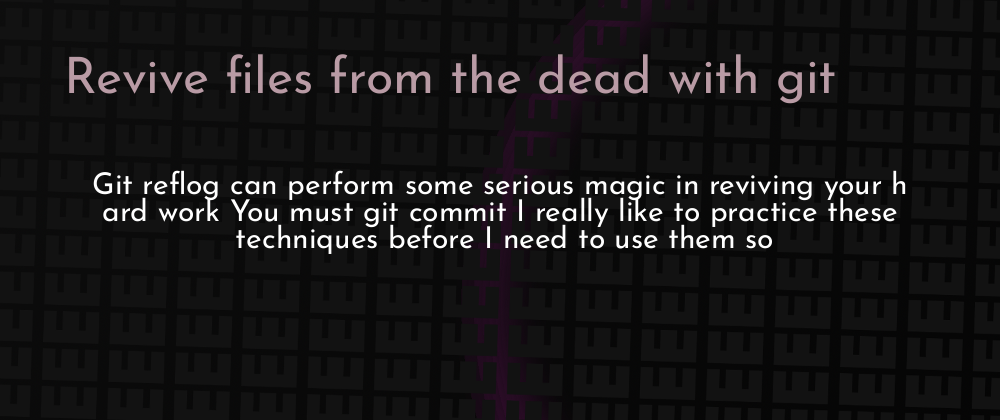 Revive files from the dead with git
Git reflog can perform some serious magic in reviving your h
ard work You must git commit I really like to practice these
techniques before I need to use them so